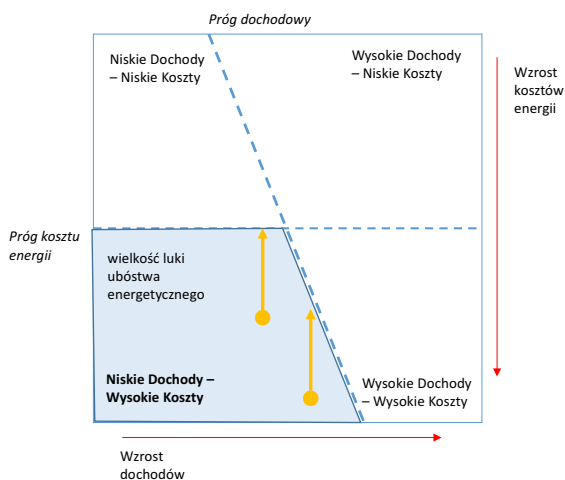 Próg dochodowy
Niskie Dochody
– Niskie Koszty
Wysokie Dochody
– Niskie Koszty
Wzrost
kosztów
energii
Próg kosztu
energii
wielkość luki
ubóstwa
energetycznego
Niskie Dochody –
Wysokie Koszty
Wysokie Dochody
– Wysokie Koszty
Wzrost
dochodów